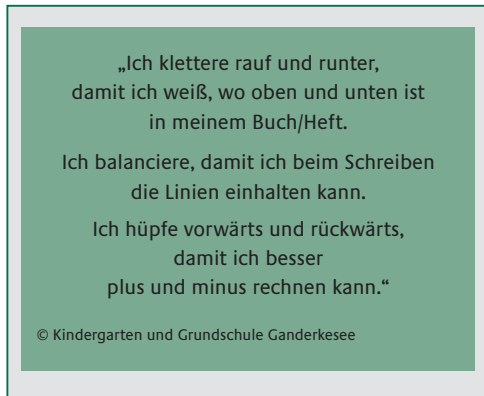 „Ich klettere rauf und runter,
damit ich weiß, wo oben und unten ist
in meinem Buch/Heft.
Ich balanciere, damit ich beim Schreiben
die Linien einhalten kann.
Ich hüpfe vorwärts und rückwärts,
damit ich besser
plus und minus rechnen kann.“
© Kindergarten und Grundschule Ganderkesee